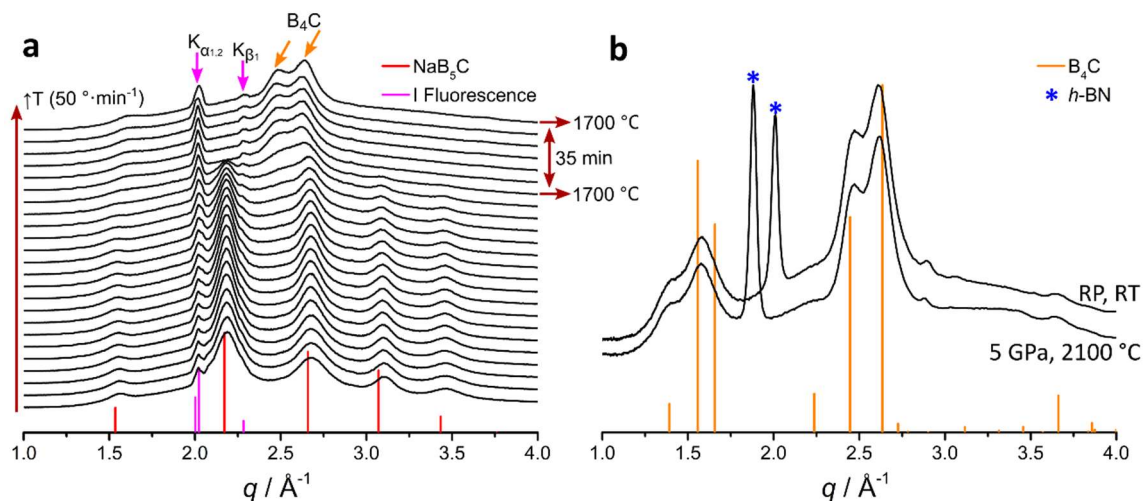 a
Kα1,2
Kβ1
B4C
NaB5C
I Fluorescence
↑T (50 °·min-1)
1700 °C
35 min
1700 °C
1.0 1.5 2.0 2.5 3.0 3.5 4.0
q / Å-1
b
B4C
* h-BN
* *
RP, RT
5 GPa, 2100 °C
1.0 1.5 2.0 2.5 3.0 3.5 4.0
q / Å-1